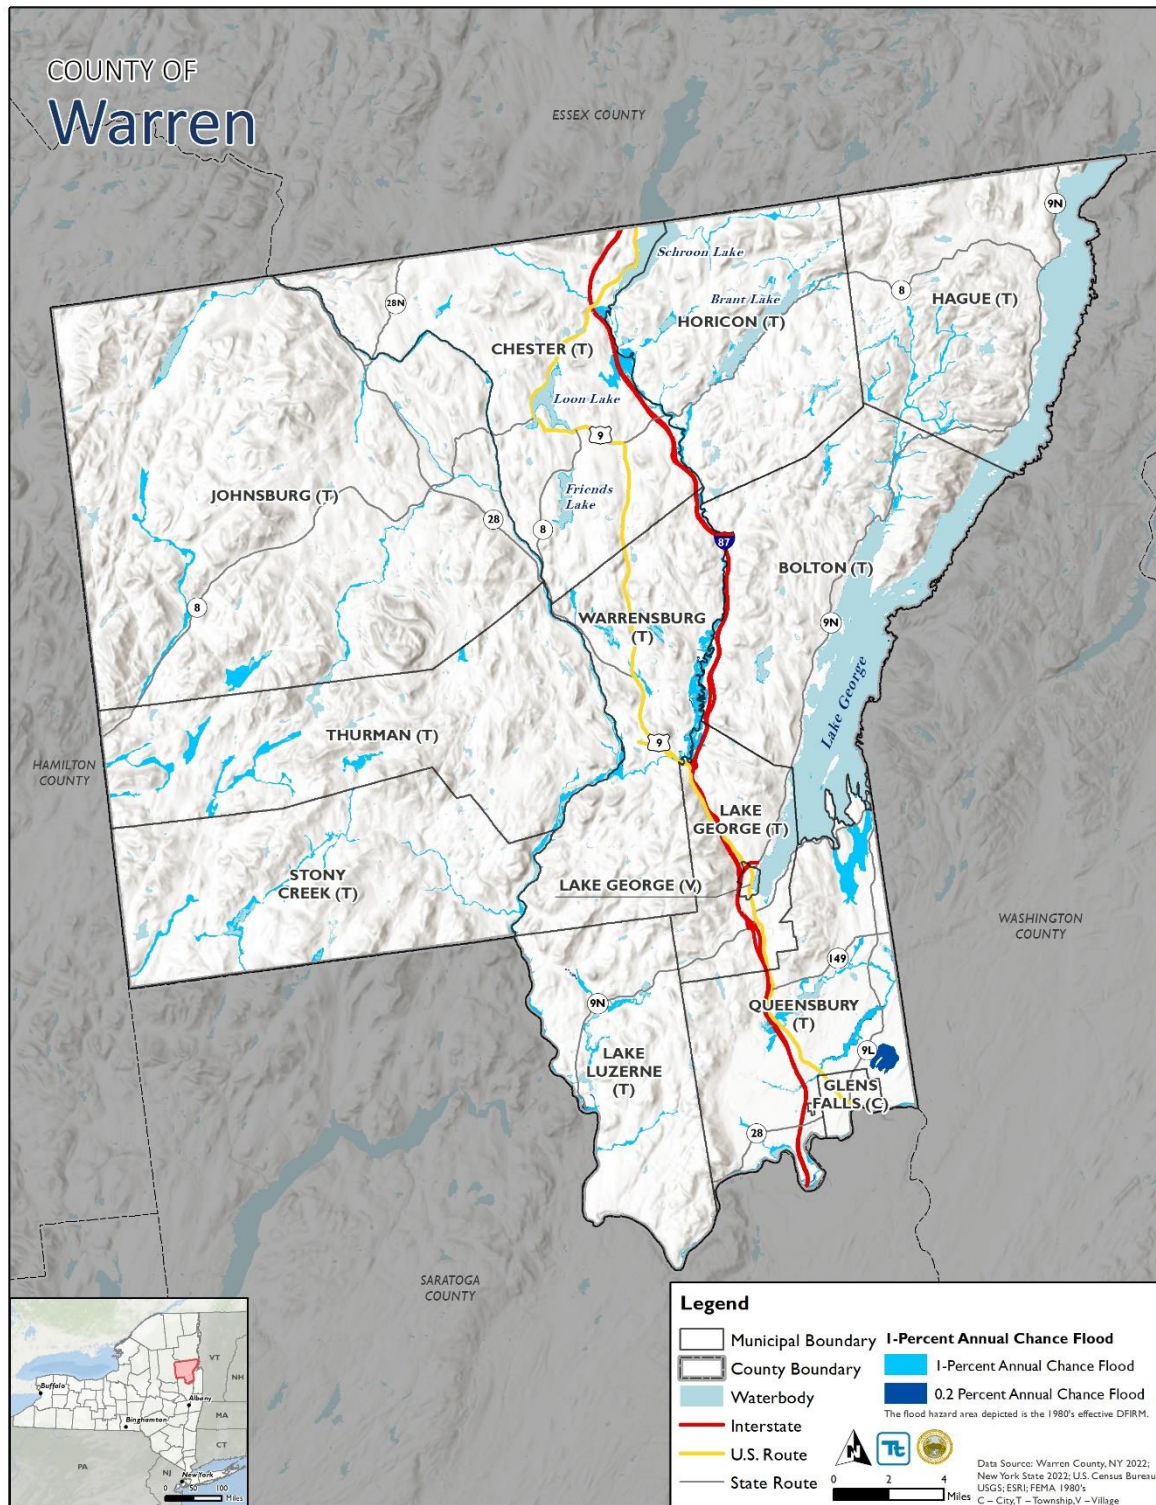 COUNTY OF
Warren
ESSEX COUNTY
9N
Schroon Lake
Brant Lake
8
HAGUE (T)
28N
HORICON (T)
CHESTER (T)
Loon Lake
9
JOHNSBURG (T)
Friends
Lake
28
8
87
BOLTON (T)
8
WARRENSBURG
(T)
9N
Lake George
THURMAN (T)
9
HAMILTON
COUNTY
LAKE
GEORGE (T)
STONY
CREEK (T)
LAKE GEORGE (V)
WASHINGTON
COUNTY
149
9N
QUEENSBURY
(T)
LAKE
LUZERNE
(T)
9L
GLENS
FALLS (C)
28
SARATOGA
COUNTY
Legend
Municipal Boundary
County Boundary
Waterbody
Interstate
U.S. Route
State Route
1-Percent Annual Chance Flood
1-Percent Annual Chance Flood
0.2 Percent Annual Chance Flood
The flood hazard area depicted is the 1980's effective DFIRM.
N
Tt
0 2 4
Miles
Data Source: Warren County, NY 2022;
New York State 2022; U.S. Census Bureau
USGS; ESRI; FEMA 1980's
C – City, T – Township, V – Village
VT
NH
Buffalo
Albany
Binghamton
MA
CT
PA
NJ
New York
0 50 100
Miles